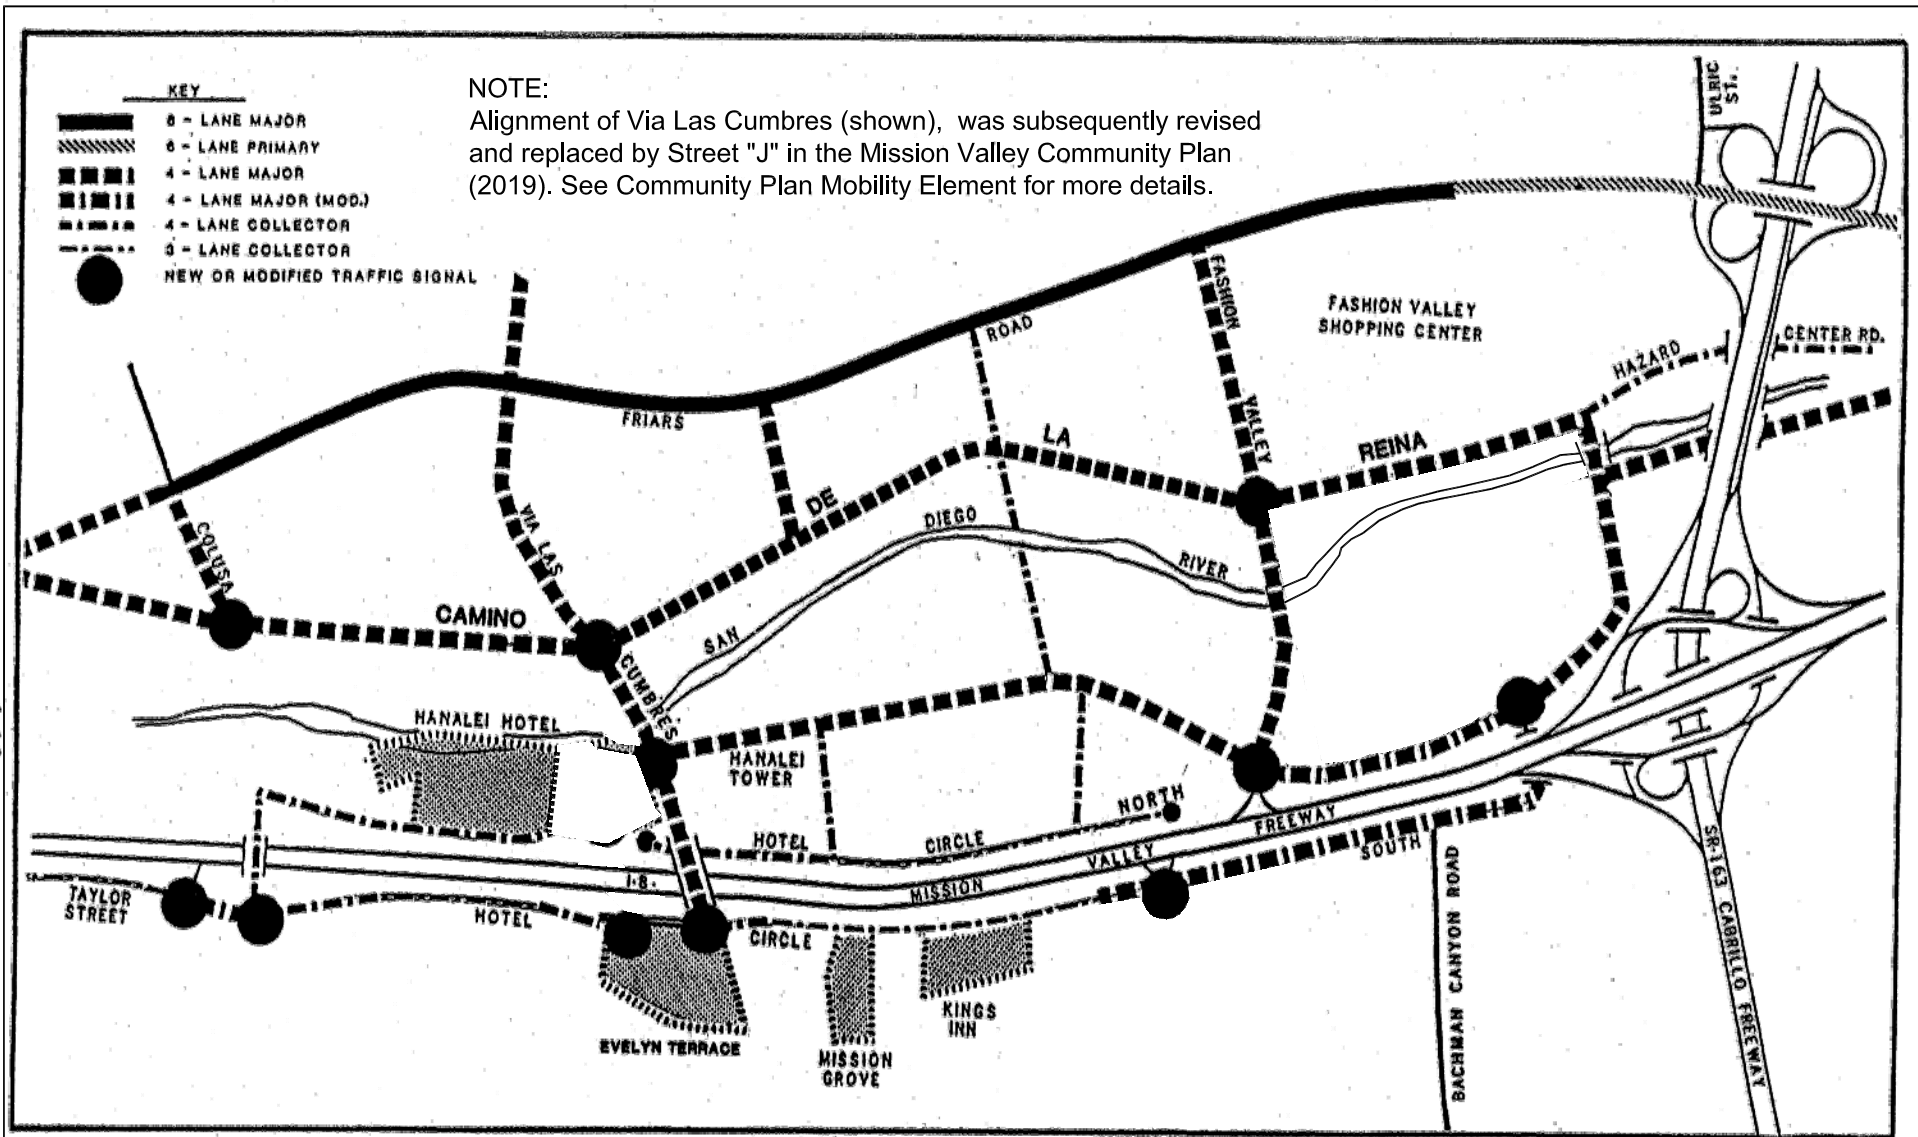 KEY
6 - LANE MAJOR
6 - LANE PRIMARY
4 - LANE MAJOR
4 - LANE MAJOR (MOD.)
4 - LANE COLLECTOR
3 - LANE COLLECTOR
NEW OR MODIFIED TRAFFIC SIGNAL
NOTE:
Alignment of Via Las Cumbres (shown), was subsequently revised
and replaced by Street "J" in the Mission Valley Community Plan
(2019). See Community Plan Mobility Element for more details.
ULRIC
ST.
FRIARS
ROAD
FASHION
VALLEY
FASHION VALLEY
SHOPPING CENTER
HAZARD
CENTER RD.
COLUSA
VIA LAS
CUMBRES
CAMINO
DE
LA
REINA
SAN
DIEGO
RIVER
HANALEI HOTEL
HANALEI
TOWER
HOTEL
CIRCLE
NORTH
I-8.
MISSION
VALLEY
FREEWAY
TAYLOR
STREET
HOTEL
CIRCLE
SOUTH
EVELYN TERRACE
MISSION
GROVE
KINGS
INN
BACHMAN CANYON ROAD
SR-163 CABRILLO FREEWAY